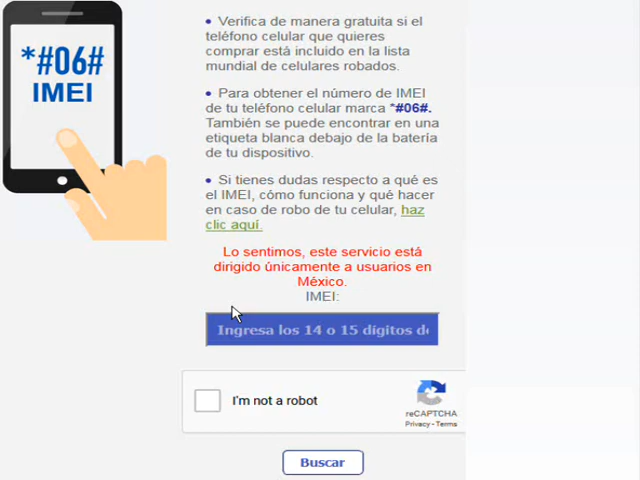 *#06#
IMEI
• Verifica de manera gratuita si el
teléfono celular que quieres
comprar está incluido en la lista
mundial de celulares robados.
• Para obtener el número de IMEI
de tu teléfono celular marca *#06#.
También se puede encontrar en una
etiqueta blanca debajo de la batería
de tu dispositivo.
• Si tienes dudas respecto a qué es
el IMEI, cómo funciona y qué hacer
en caso de robo de tu celular, haz
clic aquí.
Lo sentimos, este servicio está
dirigido únicamente a usuarios en
México.
IMEI:
Ingresa los 14 o 15 dígitos de
I'm not a robot
reCAPTCHA
Privacy - Terms
Buscar